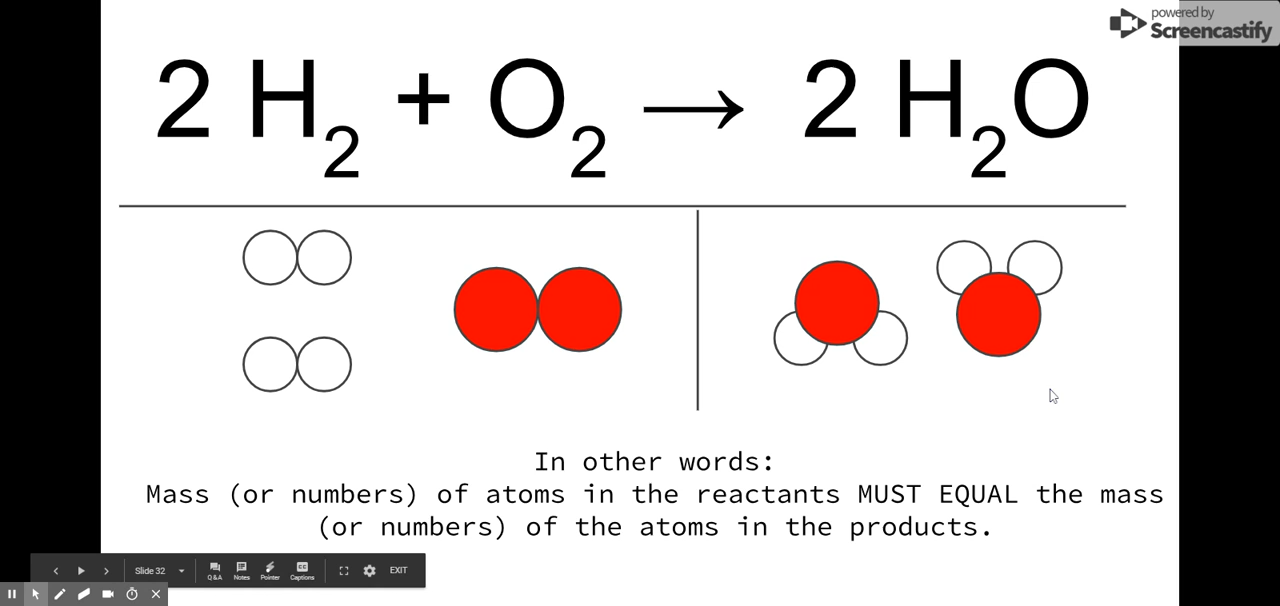 powered by
Screencastify
2 H₂ + O₂ → 2 H₂O
In other words:
Mass (or numbers) of atoms in the reactants MUST EQUAL the mass
(or numbers) of the atoms in the products.
Slide 32
Q&A Notes Pointer Captions
CC
EXIT